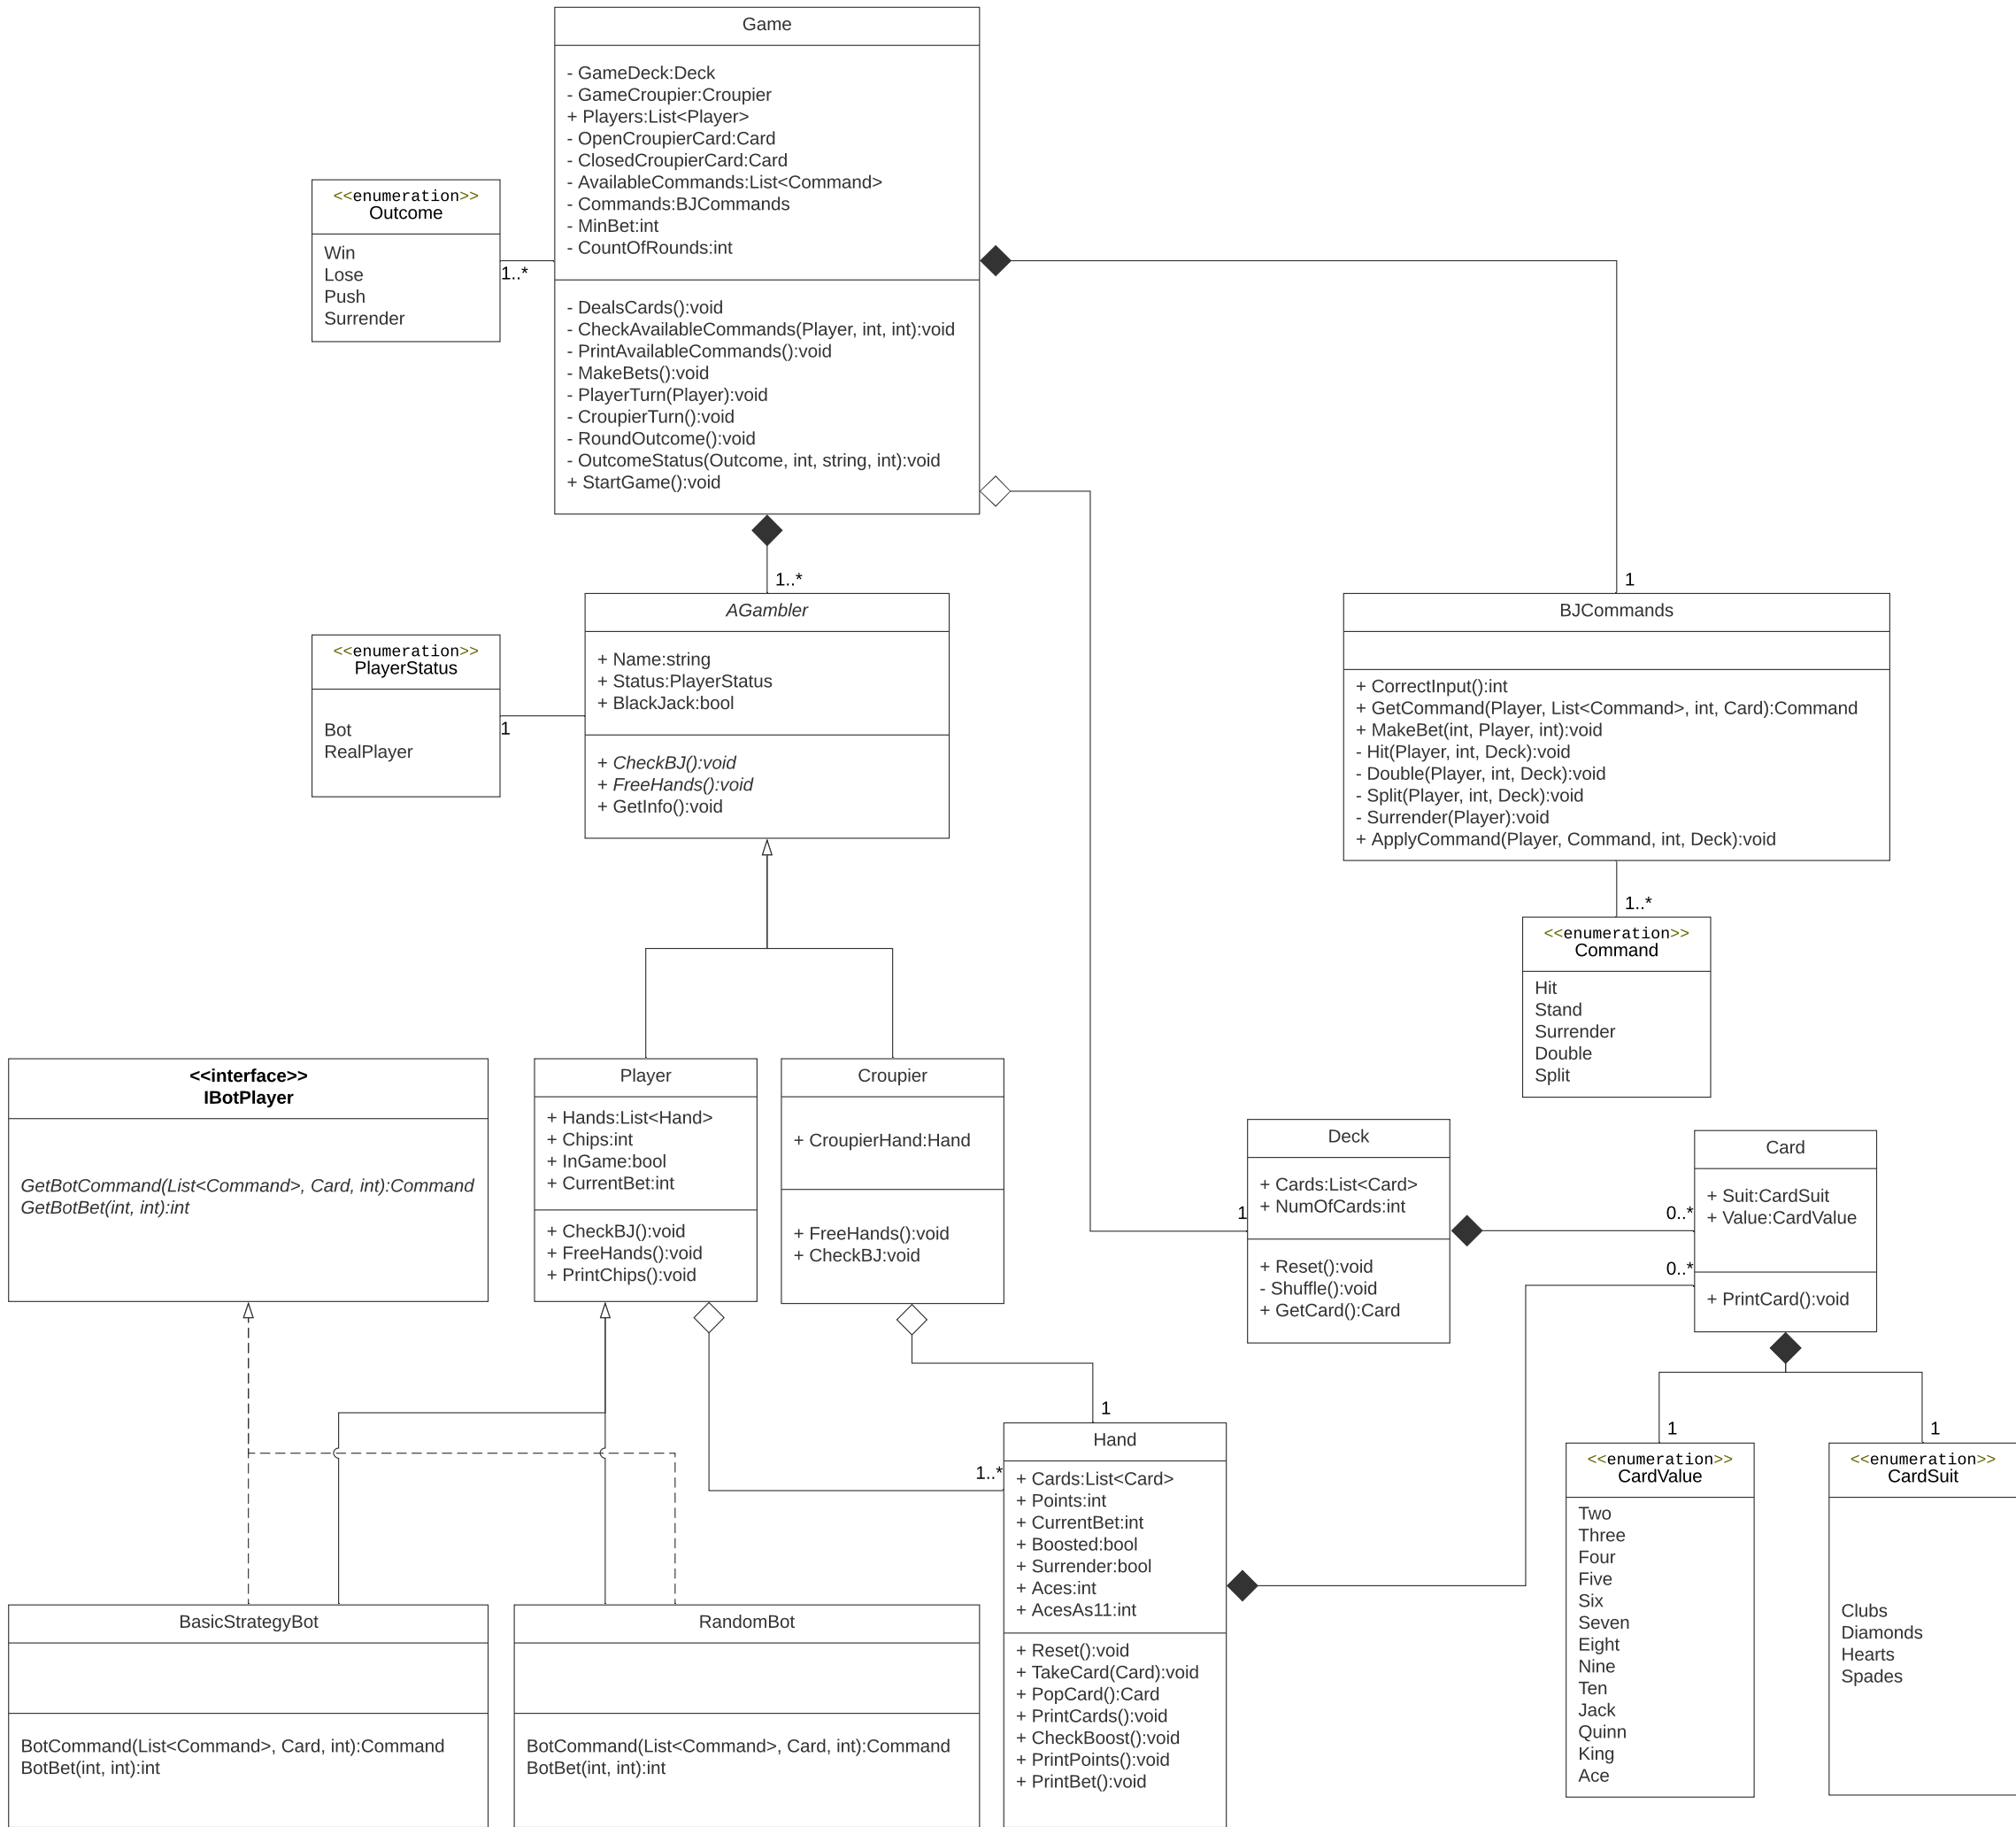 Game
- GameDeck:Deck
- GameCroupier:Croupier
+ Players:List<Player>
- OpenCroupierCard:Card
- ClosedCroupierCard:Card
- AvailableCommands:List<Command>
- Commands:BJCommands
- MinBet:int
- CountOfRounds:int
- DealsCards():void
- CheckAvailableCommands(Player, int, int):void
- PrintAvailableCommands():void
- MakeBets():void
- PlayerTurn(Player):void
- CroupierTurn():void
- RoundOutcome():void
- OutcomeStatus(Outcome, int, string, int):void
+ StartGame():void
<<enumeration>>
Outcome
Win
Lose
Push
Surrender
1..*
1..*
1
AGambler
+ Name:string
+ Status:PlayerStatus
+ BlackJack:bool
+ CheckBJ():void
+ FreeHands():void
+ GetInfo():void
<<enumeration>>
PlayerStatus
Bot
RealPlayer
1
BJCommands
+ CorrectInput():int
+ GetCommand(Player, List<Command>, int, Card):Command
+ MakeBet(int, Player, int):void
- Hit(Player, int, Deck):void
- Double(Player, int, Deck):void
- Split(Player, int, Deck):void
- Surrender(Player):void
+ ApplyCommand(Player, Command, int, Deck):void
1..*
<<enumeration>>
Command
Hit
Stand
Surrender
Double
Split
<<interface>>
IBotPlayer
GetBotCommand(List<Command>, Card, int):Command
GetBotBet(int, int):int
Player
+ Hands:List<Hand>
+ Chips:int
+ InGame:bool
+ CurrentBet:int
+ CheckBJ():void
+ FreeHands():void
+ PrintChips():void
Croupier
+ CroupierHand:Hand
+ FreeHands():void
+ CheckBJ:void
1
Deck
+ Cards:List<Card>
+ NumOfCards:int
+ Reset():void
- Shuffle():void
+ GetCard():Card
0..*
0..*
Card
+ Suit:CardSuit
+ Value:CardValue
+ PrintCard():void
1
1..*
Hand
+ Cards:List<Card>
+ Points:int
+ CurrentBet:int
+ Boosted:bool
+ Surrender:bool
+ Aces:int
+ AcesAs11:int
+ Reset():void
+ TakeCard(Card):void
+ PopCard():Card
+ PrintCards():void
+ CheckBoost():void
+ PrintPoints():void
+ PrintBet():void
1
<<enumeration>>
CardValue
Two
Three
Four
Five
Six
Seven
Eight
Nine
Ten
Jack
Quinn
King
Ace
1
<<enumeration>>
CardSuit
Clubs
Diamonds
Hearts
Spades
BasicStrategyBot
BotCommand(List<Command>, Card, int):Command
BotBet(int, int):int
RandomBot
BotCommand(List<Command>, Card, int):Command
BotBet(int, int):int